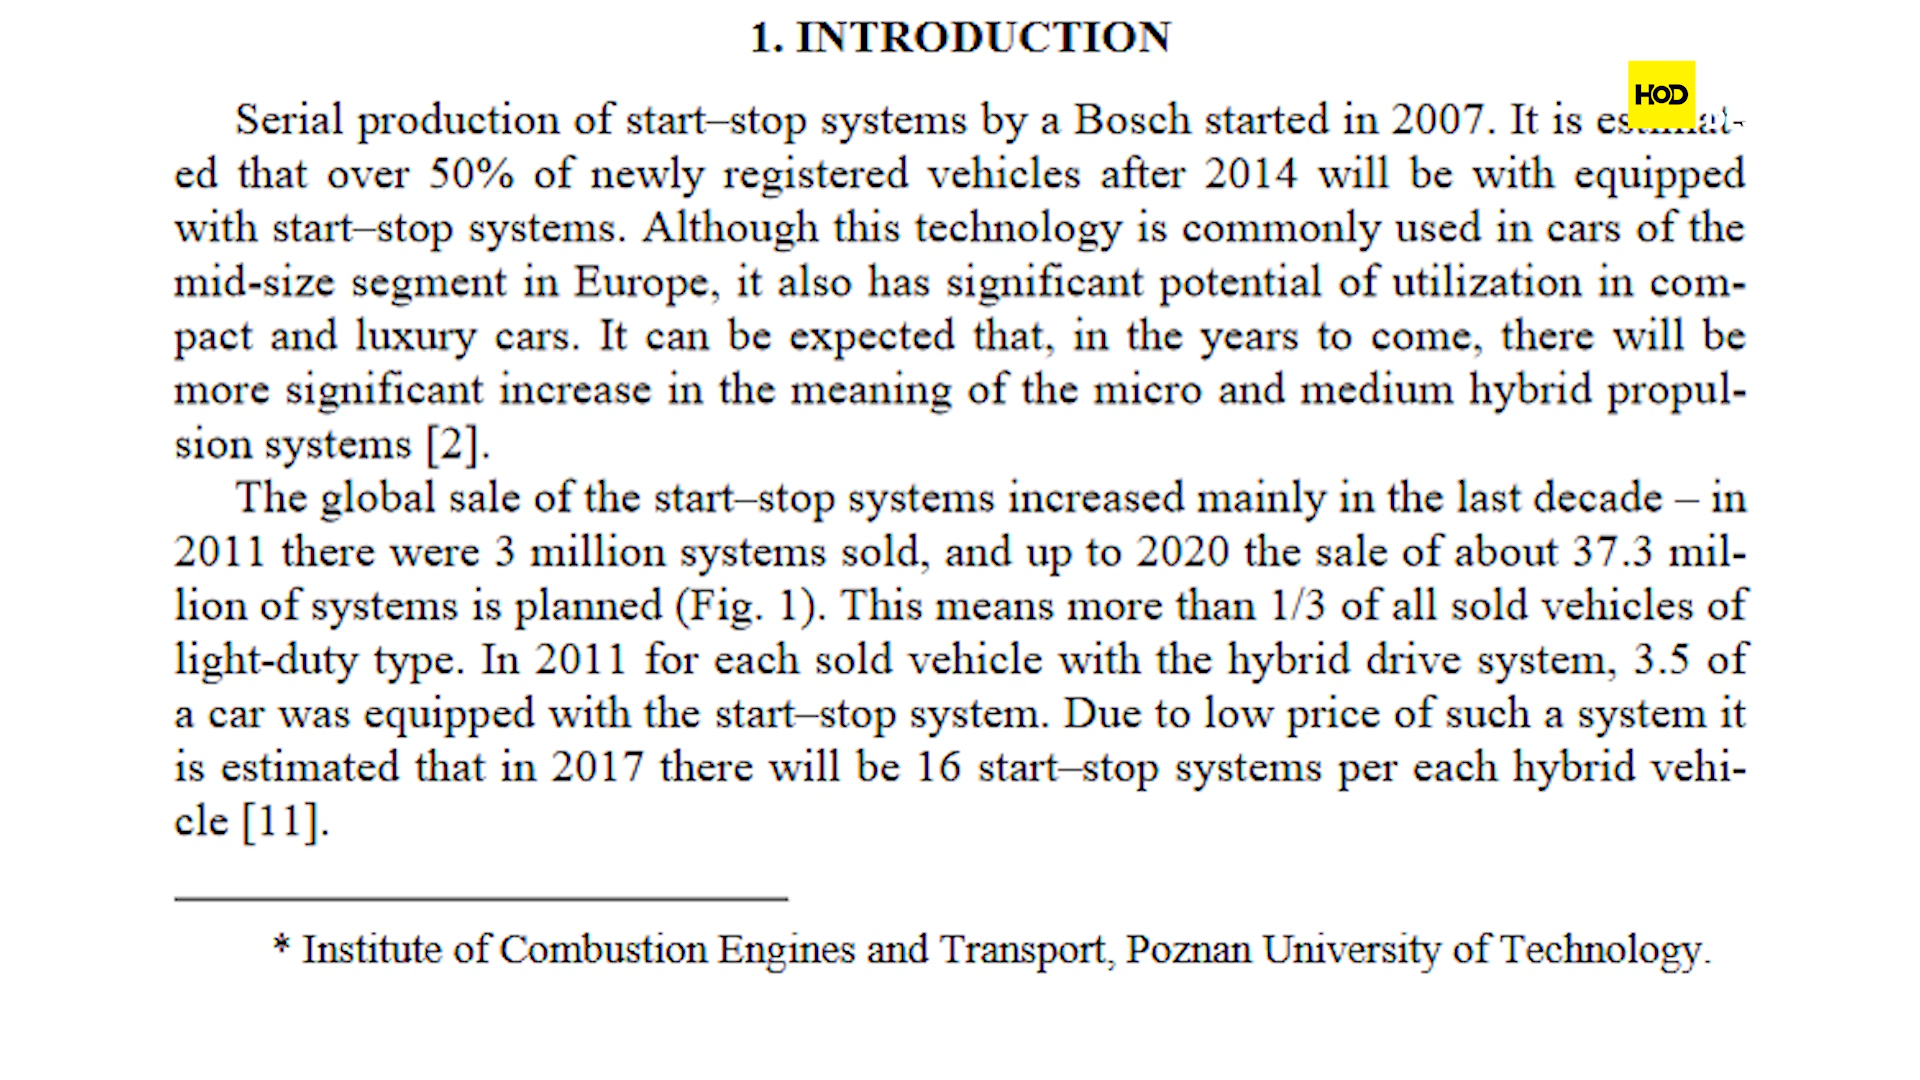 1. INTRODUCTION
HOD
Serial production of start–stop systems by a Bosch started in 2007. It is
ed that over 50% of newly registered vehicles after 2014 will be with equipped
with start–stop systems. Although this technology is commonly used in cars of the
mid-size segment in Europe, it also has significant potential of utilization in com-
pact and luxury cars. It can be expected that, in the years to come, there will be
more significant increase in the meaning of the micro and medium hybrid propul-
sion systems [2].
The global sale of the start–stop systems increased mainly in the last decade – in
2011 there were 3 million systems sold, and up to 2020 the sale of about 37.3 mil-
lion of systems is planned (Fig. 1). This means more than 1/3 of all sold vehicles of
light-duty type. In 2011 for each sold vehicle with the hybrid drive system, 3.5 of
a car was equipped with the start–stop system. Due to low price of such a system it
is estimated that in 2017 there will be 16 start–stop systems per each hybrid vehi-
cle [11].
* Institute of Combustion Engines and Transport, Poznan University of Technology.